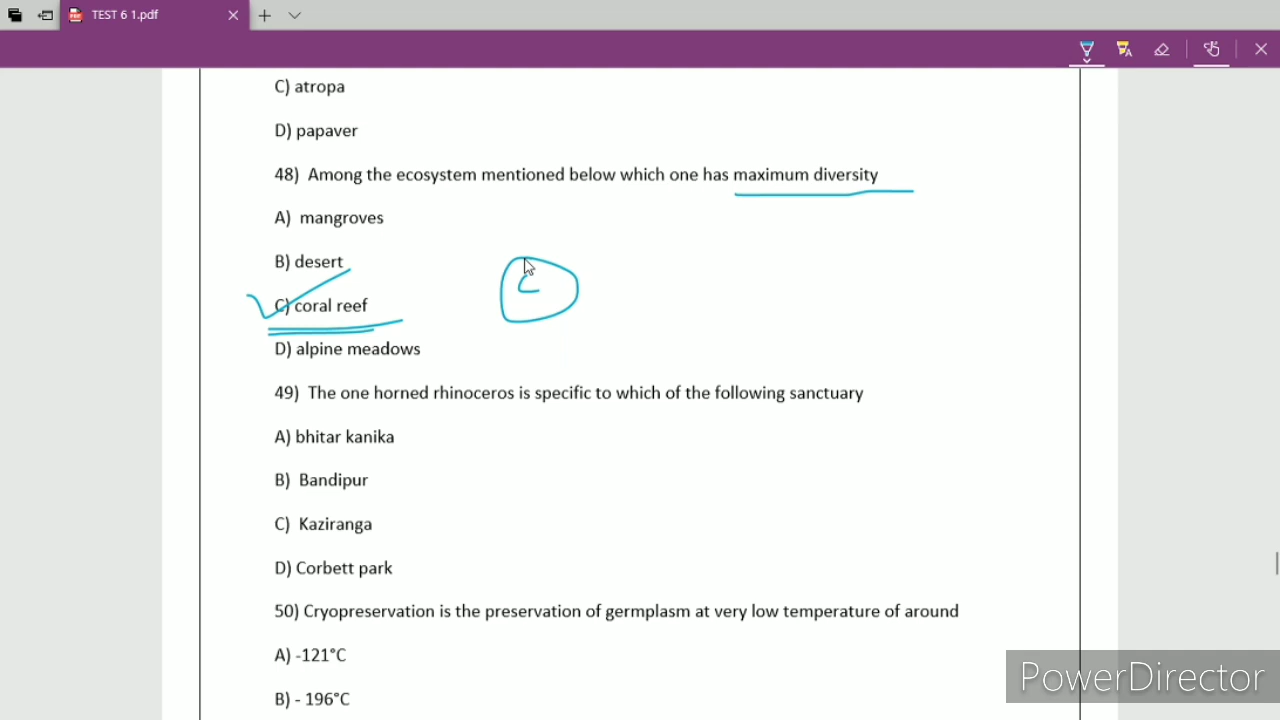 TEST 6 1.pdf
C) atropa
D) papaver
48)  Among the ecosystem mentioned below which one has maximum diversity
A)  mangroves
B) desert
C) coral reef
C
D) alpine meadows
49)  The one horned rhinoceros is specific to which of the following sanctuary
A) bhitar kanika
B)  Bandipur
C)  Kaziranga
D) Corbett park
50) Cryopreservation is the preservation of germplasm at very low temperature of around
A) -121°C
B) - 196°C
PowerDirector